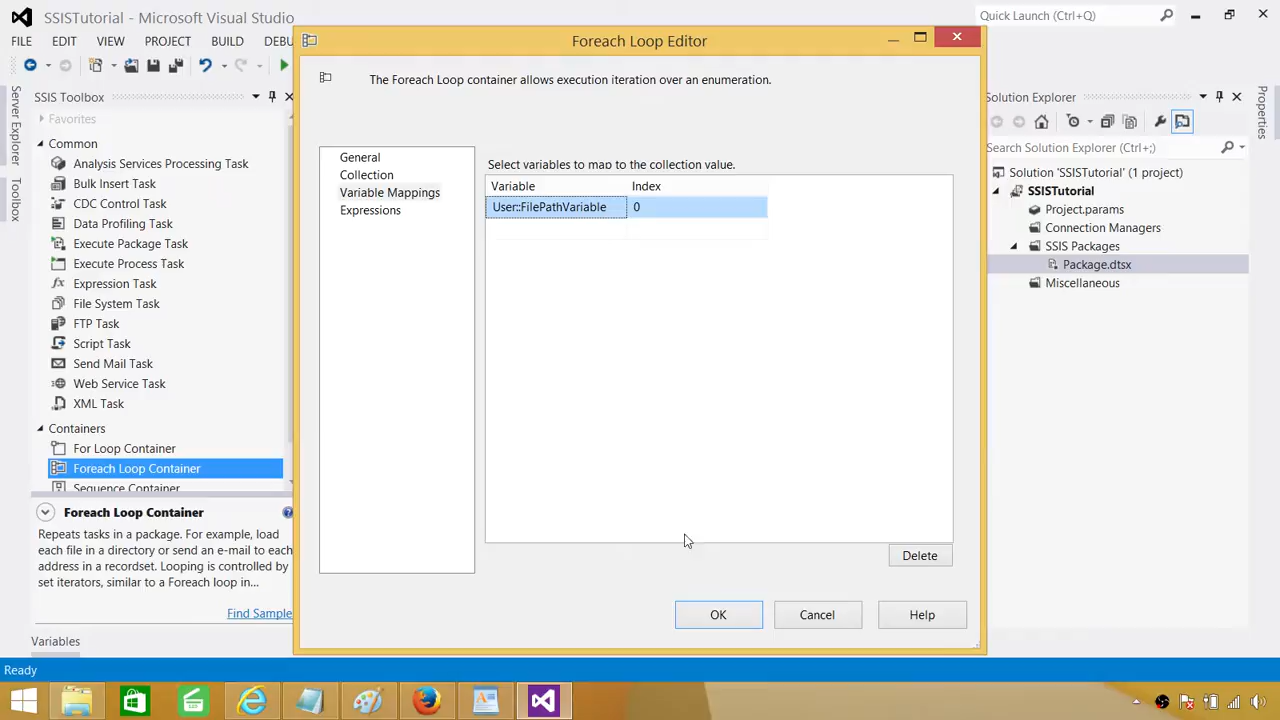 SSISTutorial - Microsoft Visual Studio
Quick Launch (Ctrl+Q)
FILE EDIT VIEW PROJECT BUILD DEBU
Foreach Loop Editor
The Foreach Loop container allows execution iteration over an enumeration.
Server Explorer
Toolbox
SSIS Toolbox
Favorites
Common
Analysis Services Processing Task
Bulk Insert Task
CDC Control Task
Data Profiling Task
Execute Package Task
Execute Process Task
Expression Task
File System Task
FTP Task
Script Task
Send Mail Task
Web Service Task
XML Task
Containers
For Loop Container
Foreach Loop Container
Sequence Container
Foreach Loop Container
Repeats tasks in a package. For example, load
each file in a directory or send an e-mail to each
address in a recordset. Looping is controlled by
set iterators, similar to a Foreach loop in...
Find Sample
Variables
Ready
General
Collection
Variable Mappings
Expressions
Select variables to map to the collection value.
Variable Index
User::FilePathVariable 0
Delete
OK Cancel Help
Solution Explorer
Search Solution Explorer (Ctrl+;)
Solution 'SSISTutorial' (1 project)
SSISTutorial
Project.params
Connection Managers
SSIS Packages
Package.dtsx
Miscellaneous
Properties